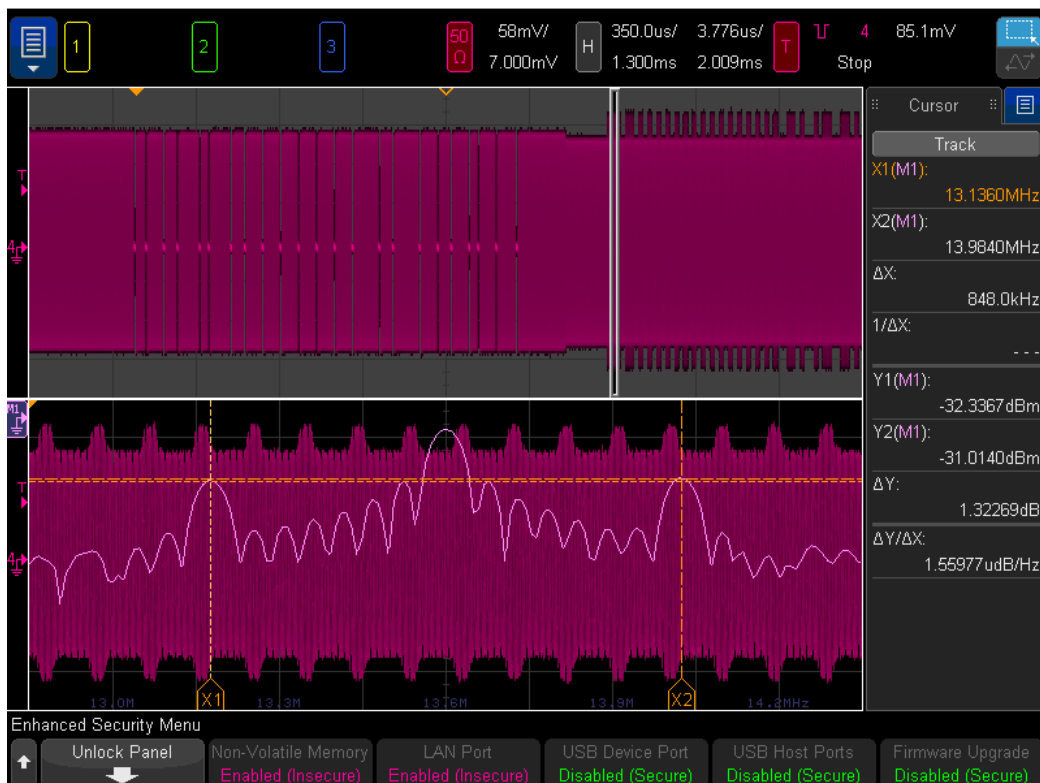 1 2 3 50 Ω 58mV/ 7.000mV H 350.0us/ 3.776us/ 1.300ms 2.009ms T 4 85.1mV Stop
Cursor
Track
X1(M1):
13.1360MHz
X2(M1):
13.9840MHz
ΔX:
848.0kHz
1/ΔX:
---
Y1(M1):
-32.3367dBm
Y2(M1):
-31.0140dBm
ΔY:
1.32269dB
ΔY/ΔX:
1.55977udB/Hz
T
4
M1
T
4
13.0M 13.3M 13.6M 13.9M 14.2MHz
X1 X2
Enhanced Security Menu
Unlock Panel Non-Volatile Memory LAN Port USB Device Port USB Host Ports Firmware Upgrade
Enabled (Insecure) Enabled (Insecure) Disabled (Secure) Disabled (Secure) Disabled (Secure)